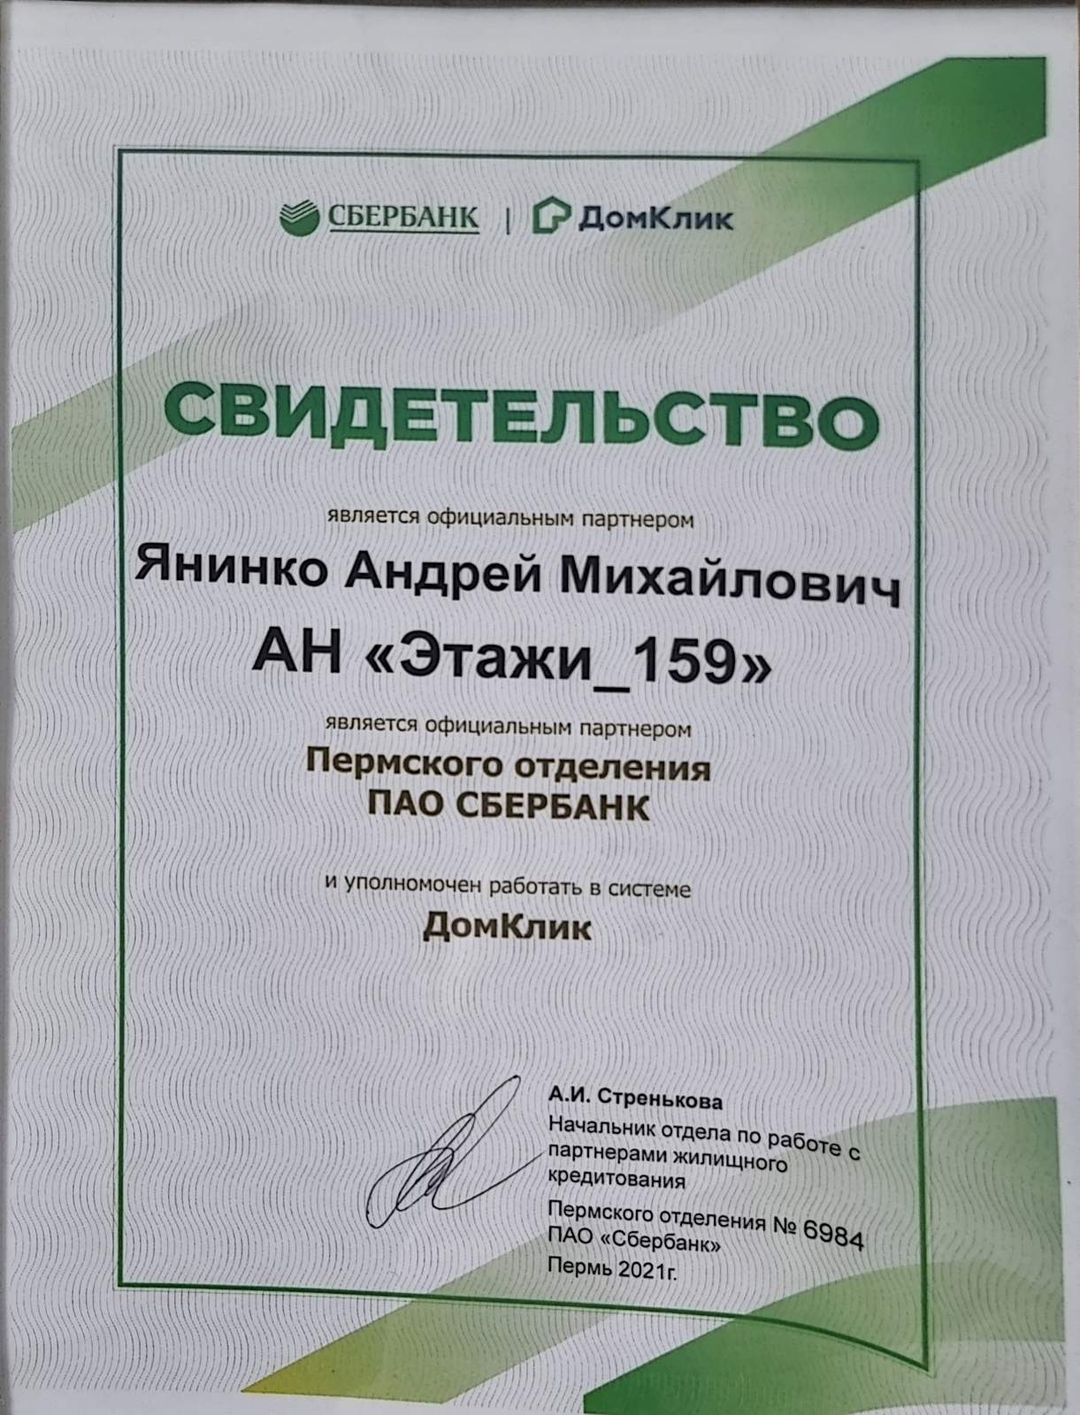 СБЕРБАНК | ДомКлик
СВИДЕТЕЛЬСТВО
является официальным партнером
Янинко Андрей Михайлович
АН «Этажи_159»
является официальным партнером
Пермского отделения
ПАО СБЕРБАНК
и уполномочен работать в системе
ДомКлик
А.И. Стренькова
Начальник отдела по работе с
партнерами жилищного
кредитования
Пермского отделения № 6984
ПАО «Сбербанк»
Пермь 2021г.